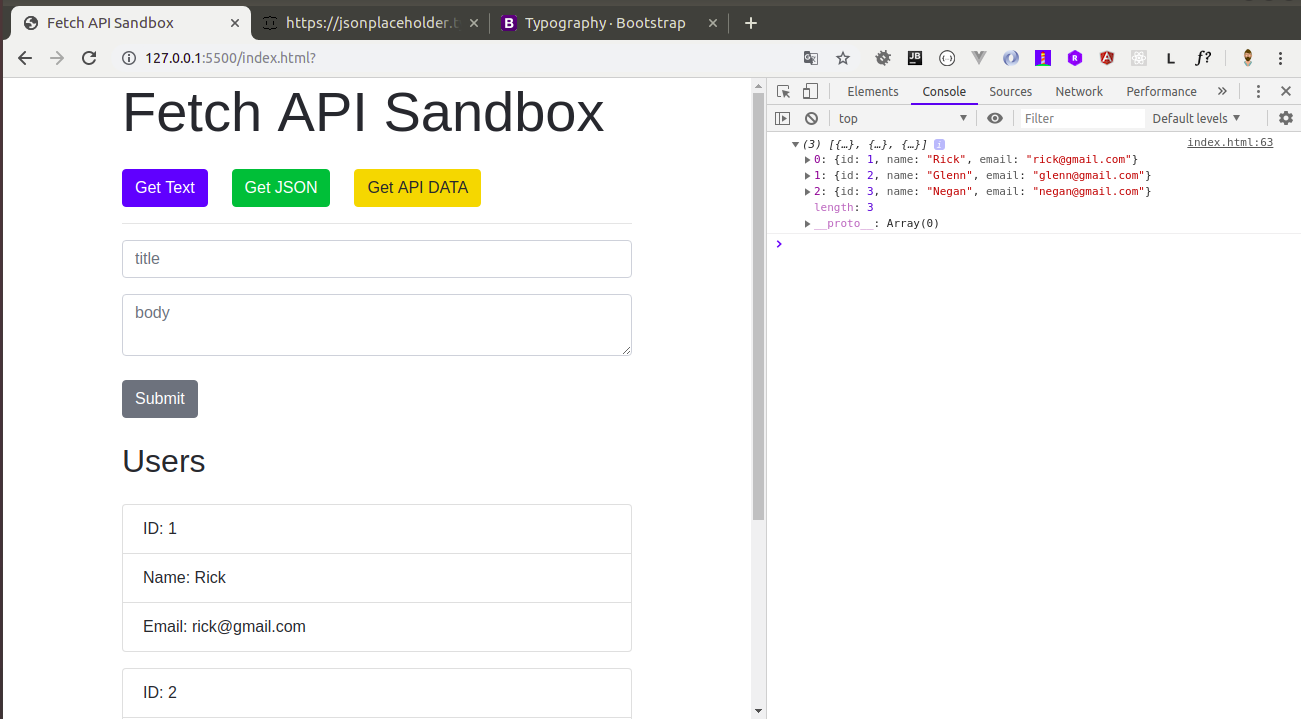 Fetch API Sandbox
https://jsonplaceholder.t
Typography · Bootstrap
127.0.0.1:5500/index.html?
JB
R
A
L
f?
Fetch API Sandbox
Get Text
Get JSON
Get API DATA
title
body
Submit
Users
ID: 1
Name: Rick
Email: rick@gmail.com
ID: 2
Elements
Console
Sources
Network
Performance
»
top
Filter
Default levels
index.html:63
(3) [{…}, {…}, {…}] i
0: {id: 1, name: "Rick", email: "rick@gmail.com"}
1: {id: 2, name: "Glenn", email: "glenn@gmail.com"}
2: {id: 3, name: "Negan", email: "negan@gmail.com"}
length: 3
__proto__: Array(0)